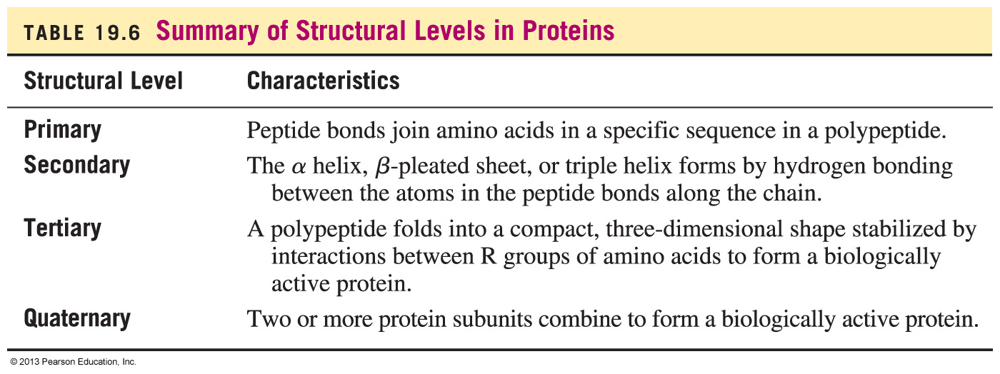 TABLE 19.6 Summary of Structural Levels in Proteins
Structural Level Characteristics
Primary Peptide bonds join amino acids in a specific sequence in a polypeptide.
Secondary The α helix, β-pleated sheet, or triple helix forms by hydrogen bonding
between the atoms in the peptide bonds along the chain.
Tertiary A polypeptide folds into a compact, three-dimensional shape stabilized by
interactions between R groups of amino acids to form a biologically
active protein.
Quaternary Two or more protein subunits combine to form a biologically active protein.
© 2013 Pearson Education, Inc.